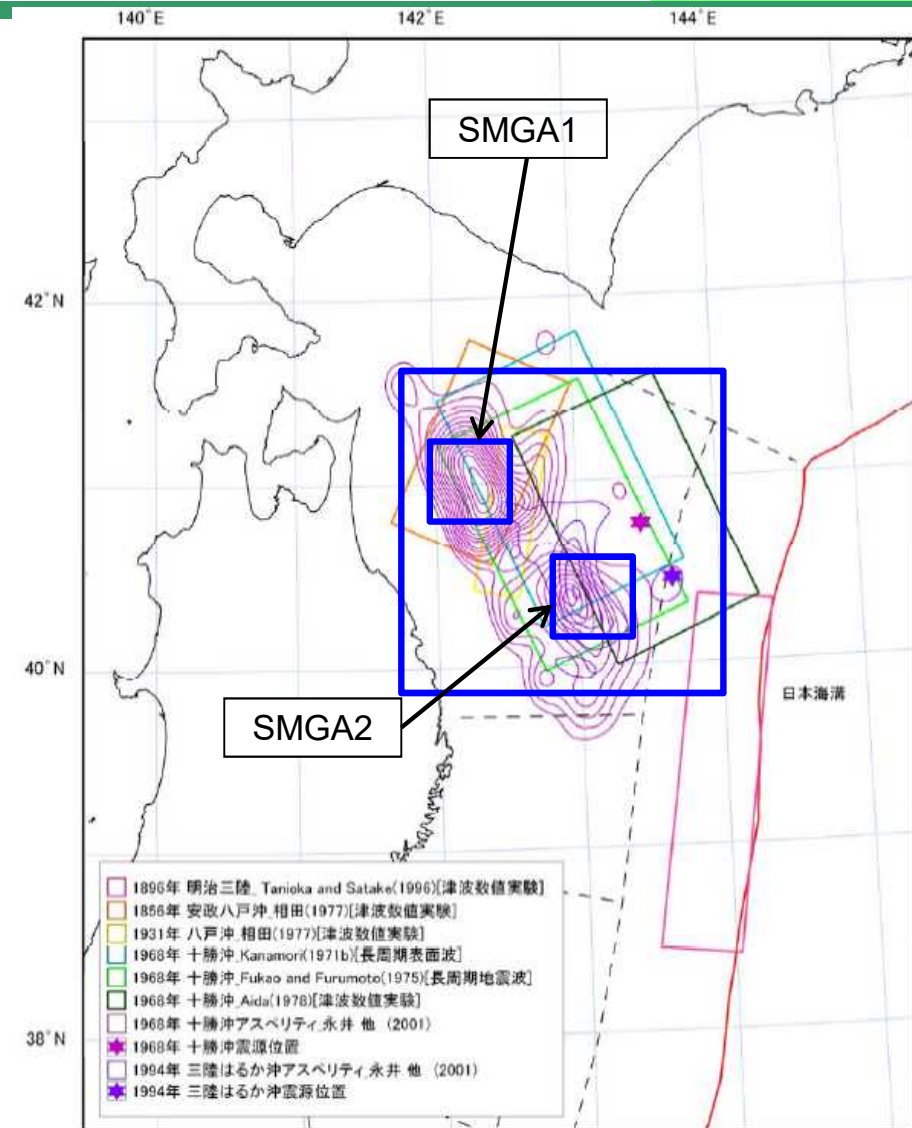 140°E
142°E
144°E
SMGA1
42°N
40°N
日本海溝
SMGA2
1896年 明治三陸_Tanioka and Satake(1996)[津波数値実験]
1856年 安政八戸沖_相田(1977)[津波数値実験]
1931年 八戸沖_相田(1977)[津波数値実験]
1968年 十勝沖_Kanamori(1971b)[長周期表面波]
1968年 十勝沖_Fukao and Furumoto(1975)[長周期地震波]
1968年 十勝沖_Aida(1978)[津波数値実験]
1968年 十勝沖アスペリティ_永井 他 (2001)
1968年 十勝沖震源位置
1994年 三陸はるか沖アスペリティ_永井 他 (2001)
1994年 三陸はるか沖震源位置
38°N